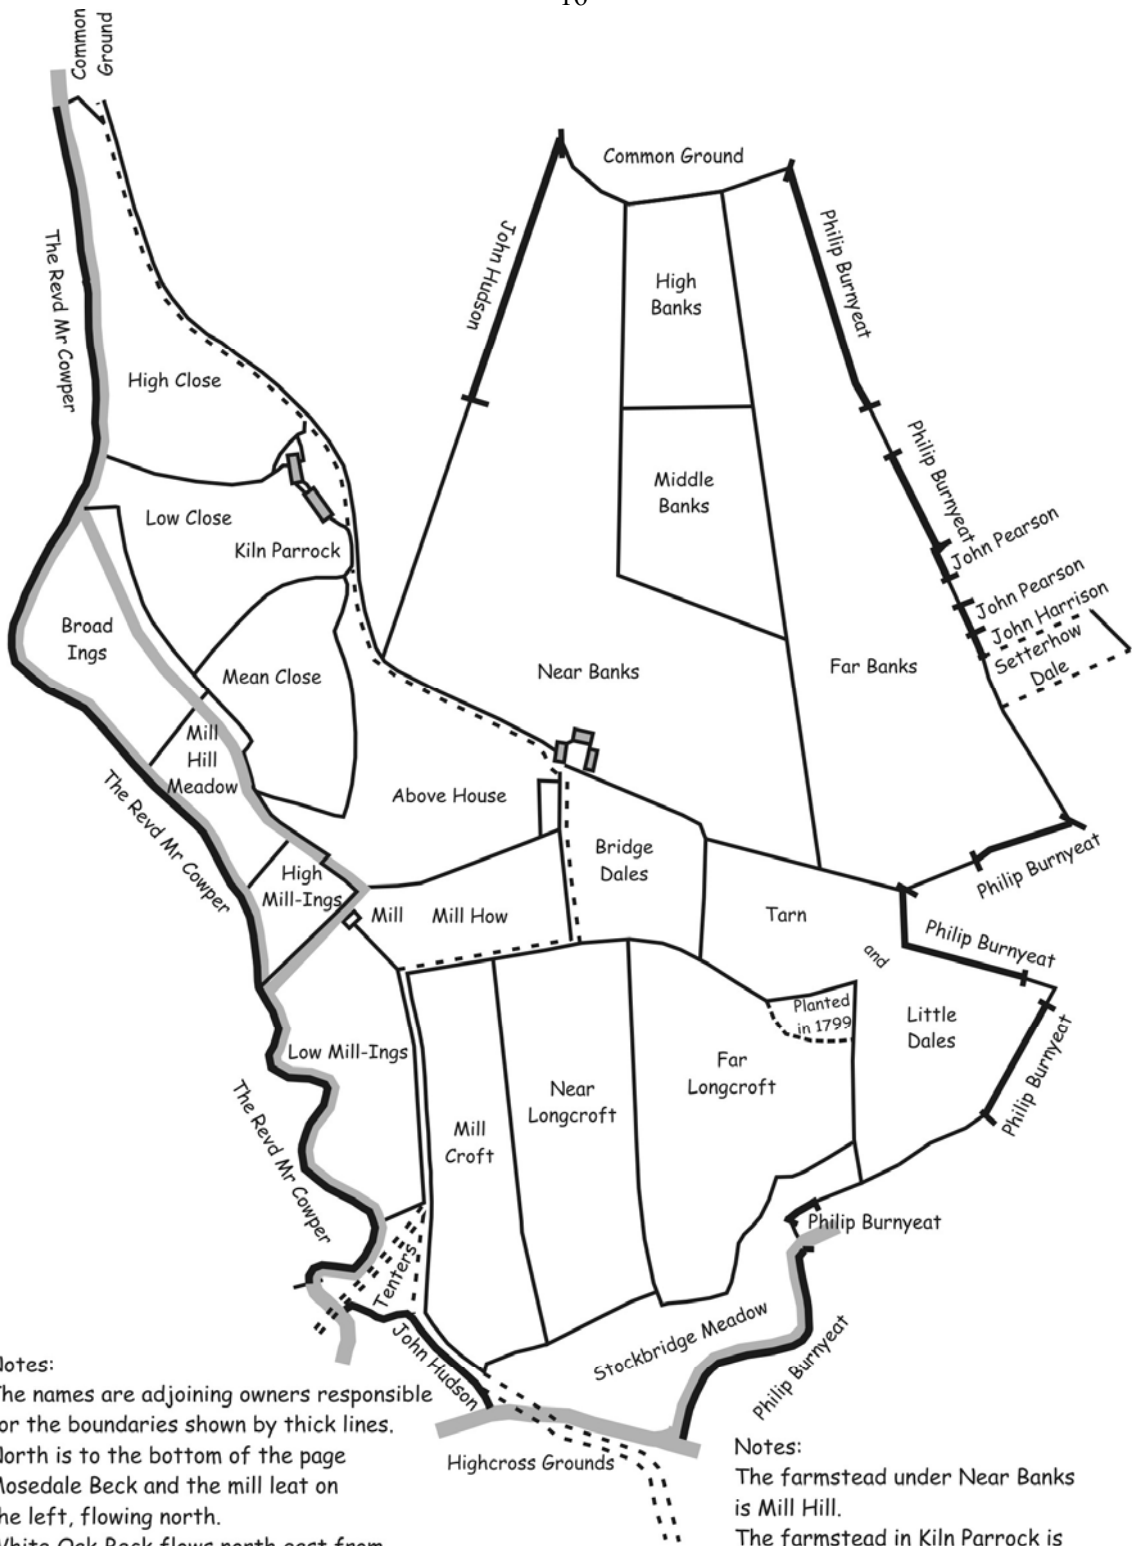 Common
Ground
Common Ground
John Hudson
Philip Burnyeat
The Revd Mr Cowper
High
Banks
High Close
Philip Burnyeat
Middle
Banks
Low Close
John Pearson
Kiln Parrock
John Pearson
John Harrison
Setterhow
Dale
Broad
Ings
Near Banks
Far Banks
Mean Close
Mill
Hill
Meadow
Above House
The Revd Mr Cowper
Bridge
Dales
Philip Burnyeat
High
Mill-Ings
Mill
Mill How
Tarn
and
Little
Dales
Philip Burnyeat
Planted
in 1799
Low Mill-Ings
Far
Longcroft
Near
Longcroft
Philip Burnyeat
Mill
Croft
The Revd Mr Cowper
Philip Burnyeat
Tenters
Stockbridge Meadow
John Hudson
Philip Burnyeat
Highcross Grounds
Notes:
The names are adjoining owners responsible
for the boundaries shown by thick lines.
North is to the bottom of the page
Mosedale Beck and the mill leat on
the left, flowing north.
Notes:
The farmstead under Near Banks
is Mill Hill.
The farmstead in Kiln Parrock is